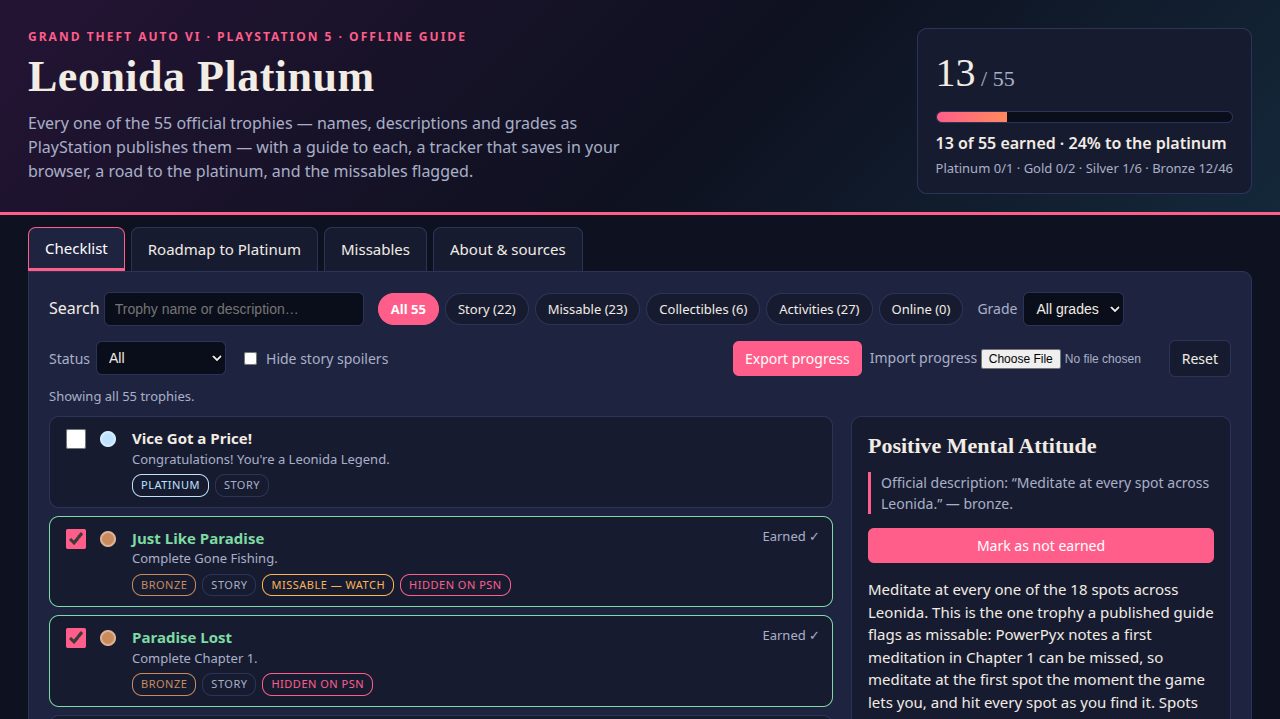 GRAND THEFT AUTO VI · PLAYSTATION 5 · OFFLINE GUIDE
Leonida Platinum
Every one of the 55 official trophies — names, descriptions and grades as
PlayStation publishes them — with a guide to each, a tracker that saves in your
browser, a road to the platinum, and the missables flagged.
13 / 55
13 of 55 earned · 24% to the platinum
Platinum 0/1 · Gold 0/2 · Silver 1/6 · Bronze 12/46
Checklist
Roadmap to Platinum
Missables
About & sources
Search
Trophy name or description…
All 55
Story (22)
Missable (23)
Collectibles (6)
Activities (27)
Online (0)
Grade
All grades
Status
All
Hide story spoilers
Export progress
Import progress
Choose File
No file chosen
Reset
Showing all 55 trophies.
Vice Got a Price!
Congratulations! You're a Leonida Legend.
PLATINUM
STORY
Just Like Paradise
Earned ✓
Complete Gone Fishing.
BRONZE
STORY
MISSABLE — WATCH
HIDDEN ON PSN
Paradise Lost
Earned ✓
Complete Chapter 1.
BRONZE
STORY
HIDDEN ON PSN
Positive Mental Attitude
Official description: “Meditate at every spot across
Leonida.” — bronze.
Mark as not earned
Meditate at every one of the 18 spots across
Leonida. This is the one trophy a published guide
flags as missable: PowerPyx notes a first
meditation in Chapter 1 can be missed, so
meditate at the first spot the moment the game
lets you, and hit every spot as you find it. Spots